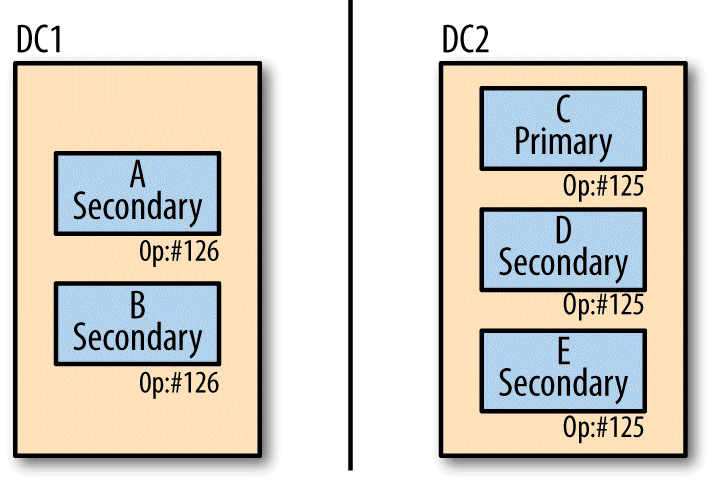 DC1
A
Secondary
Op:#126
B
Secondary
Op:#126
DC2
C
Primary
Op:#125
D
Secondary
Op:#125
E
Secondary
Op:#125